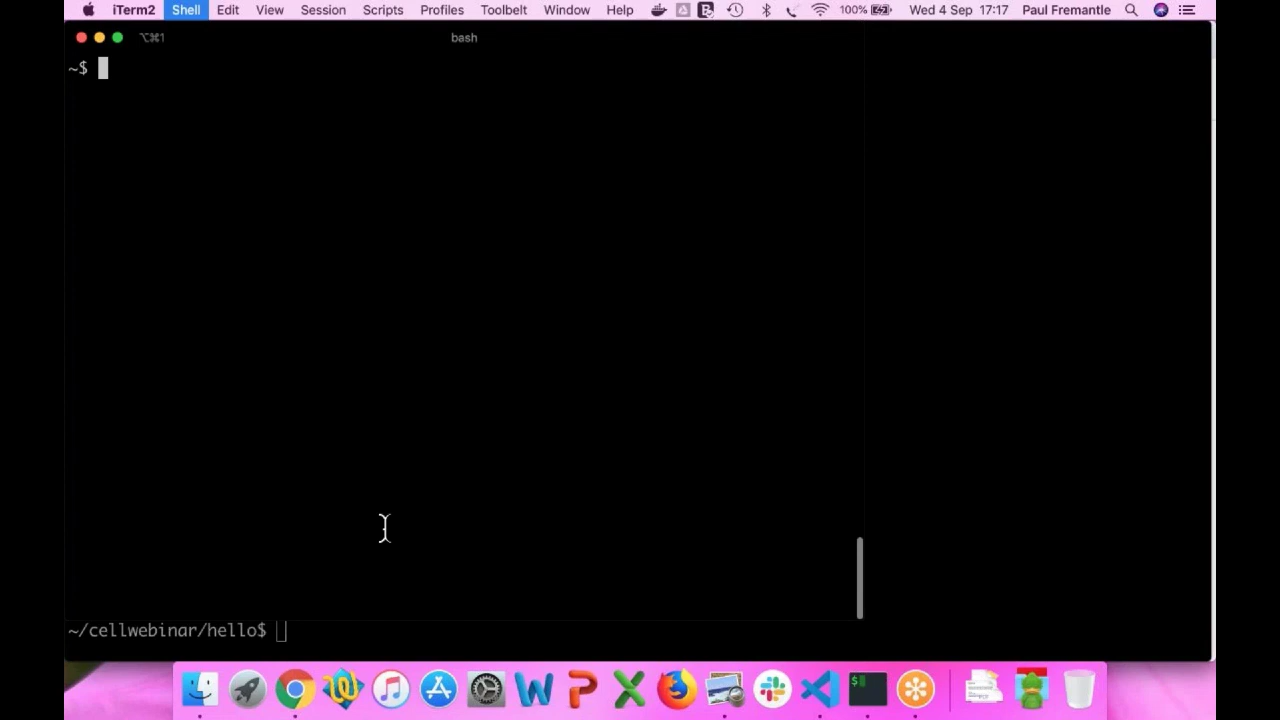 iTerm2 Shell Edit View Session Scripts Profiles Toolbelt Window Help 100% Wed 4 Sep 17:17 Paul Fremantle
⌥⌘1 bash
~$
~/cellwebinar/hello$